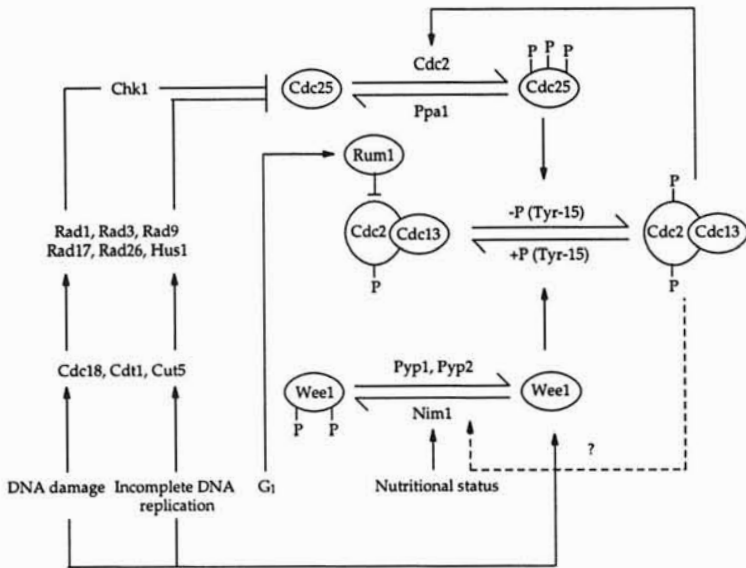 P
P P
Cdc2
Chk1
Cdc25
Cdc25
Ppa1
Rum1
P
Rad1, Rad3, Rad9
Rad17, Rad26, Hus1
-P (Tyr-15)
Cdc2 Cdc13
Cdc2 Cdc13
+P (Tyr-15)
P
P
Cdc18, Cdt1, Cut5
Pyp1, Pyp2
Wee1
Wee1
Nim1
P P
?
DNA damage
Incomplete DNA
replication
G1
Nutritional status